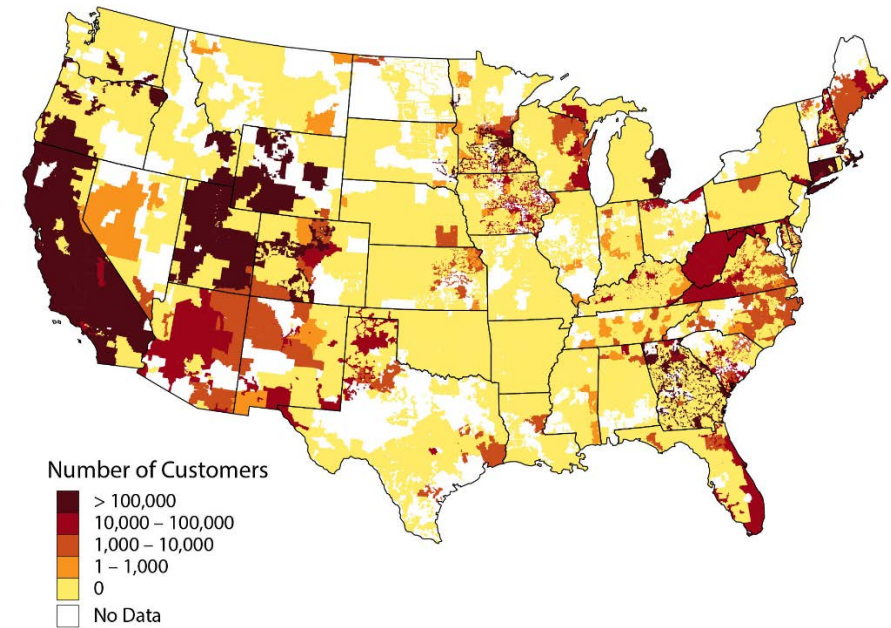 Number of Customers
> 100,000
10,000 – 100,000
1,000 – 10,000
1 – 1,000
0
No Data